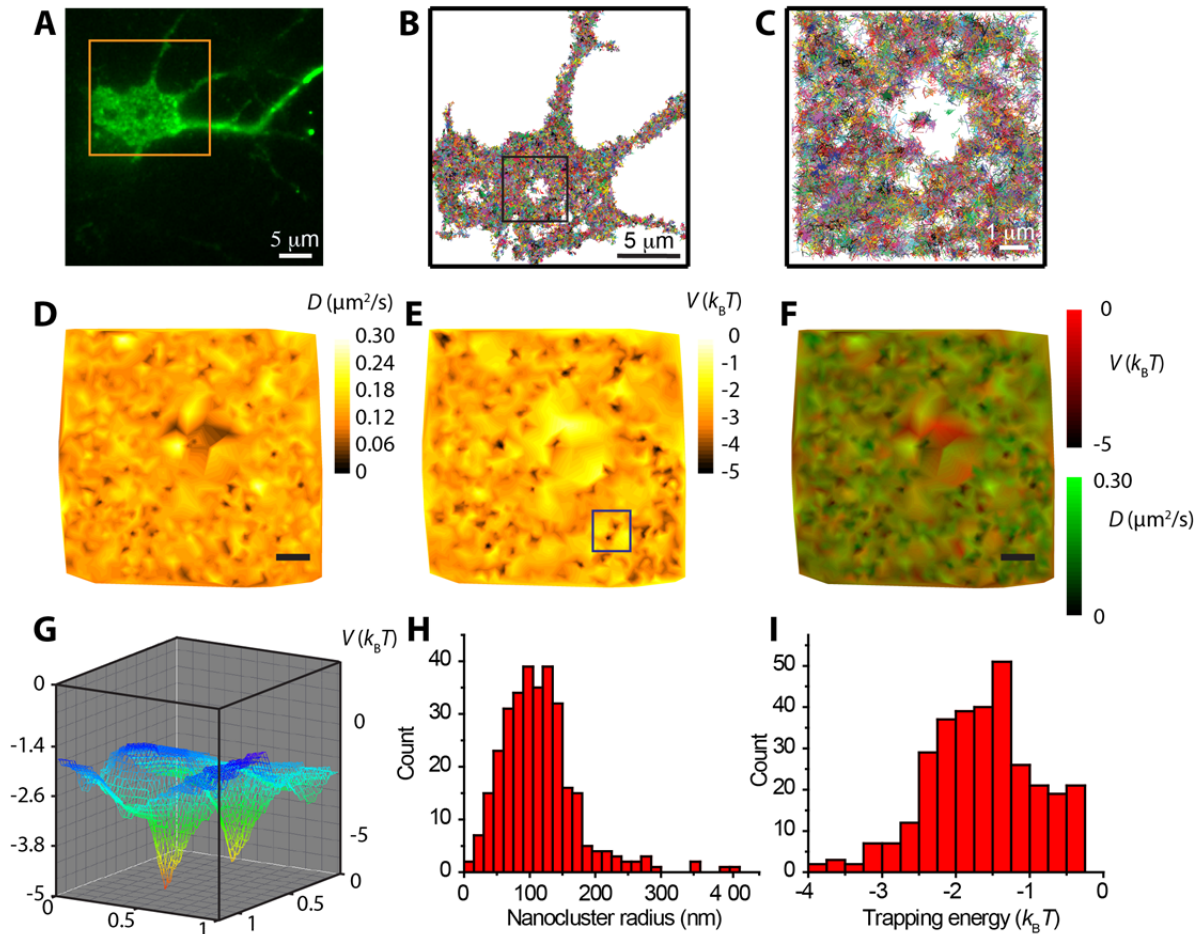 A
B
C
5 μm
5 μm
1 μm
D
D (μm²/s)
0.30
0.24
0.18
0.12
0.06
0
E
V (kBT)
0
-1
-2
-3
-4
-5
F
0
V (kBT)
-5
0.30
D (μm²/s)
0
G
V (kBT)
0
-1.4
-2.6
-3.8
-5
0
-5
0
0.5
1
1
0.5
0
H
Count
40
30
20
10
0
0
100
200
300
400
Nanocluster radius (nm)
I
Count
50
40
30
20
10
0
-4
-3
-2
-1
0
Trapping energy (kBT)